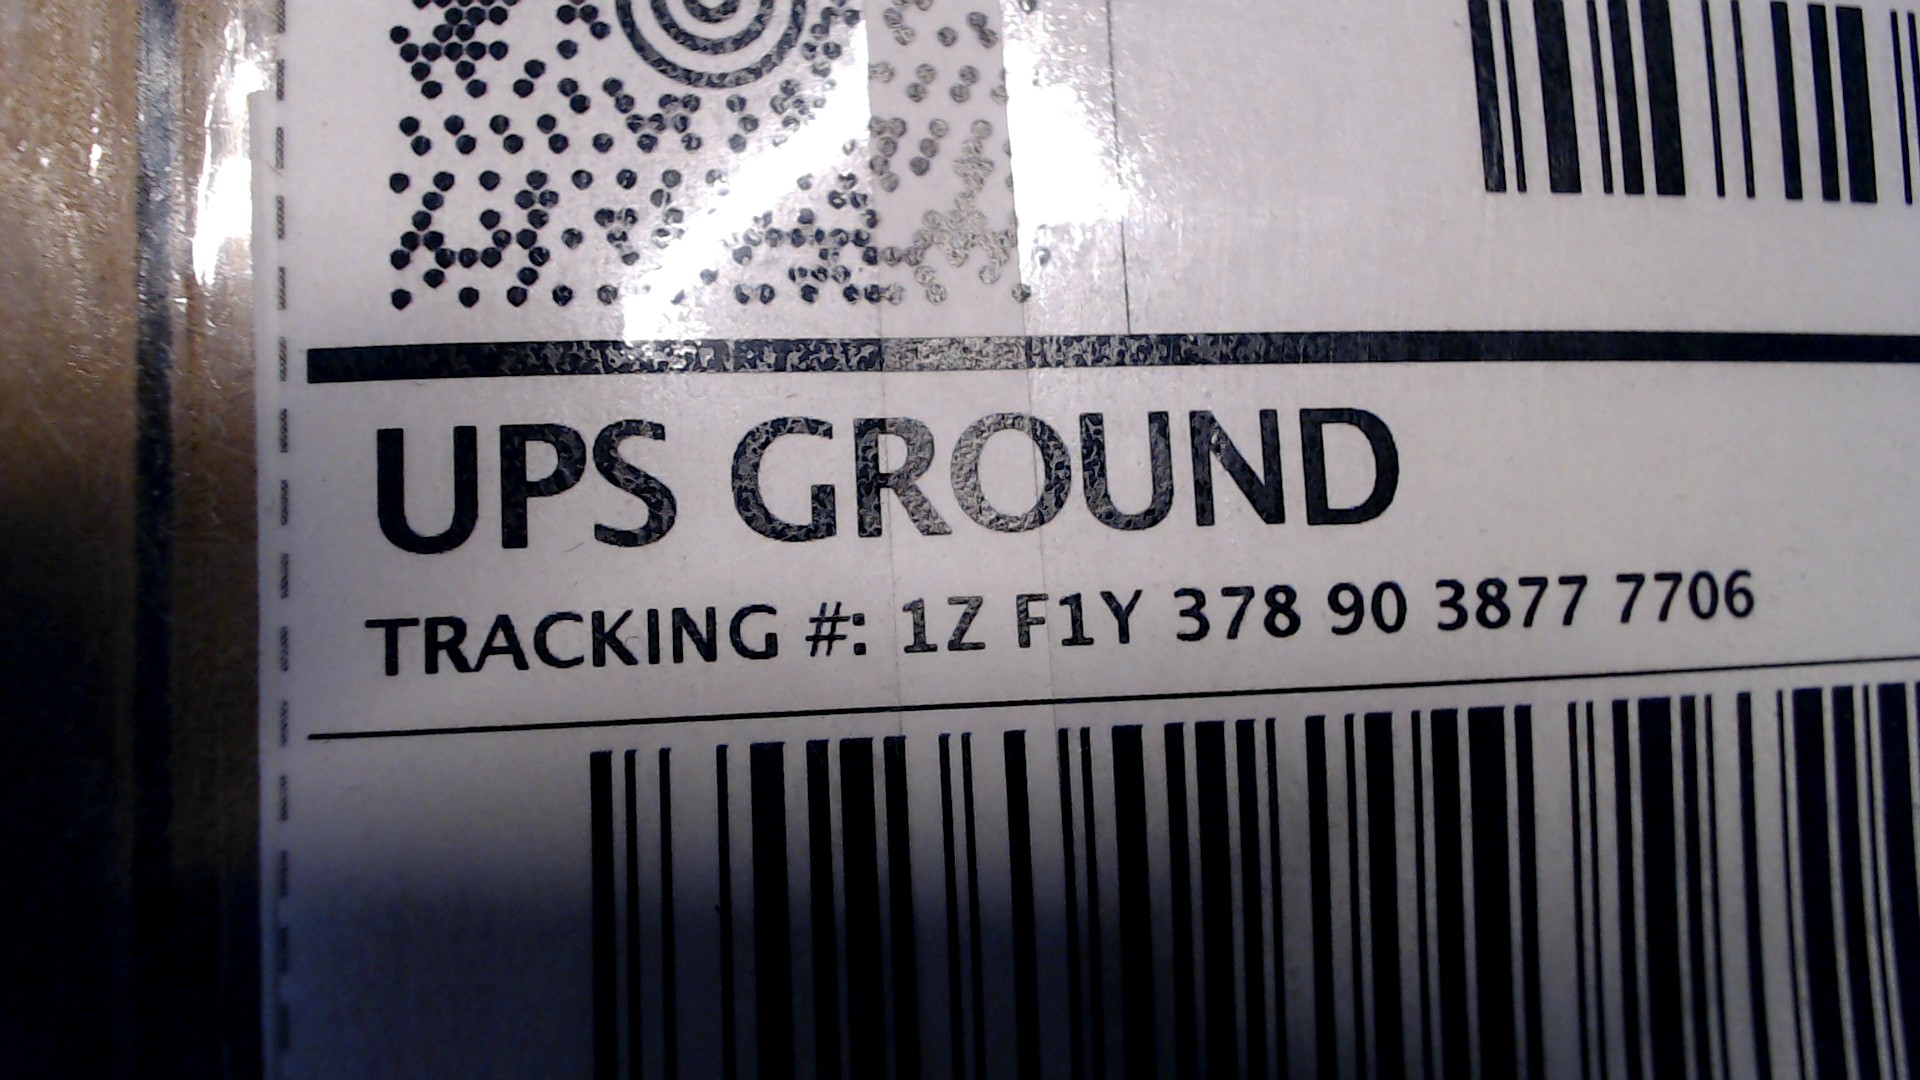 UPS GROUND
TRACKING #: 1Z F1Y 378 90 3877 7706